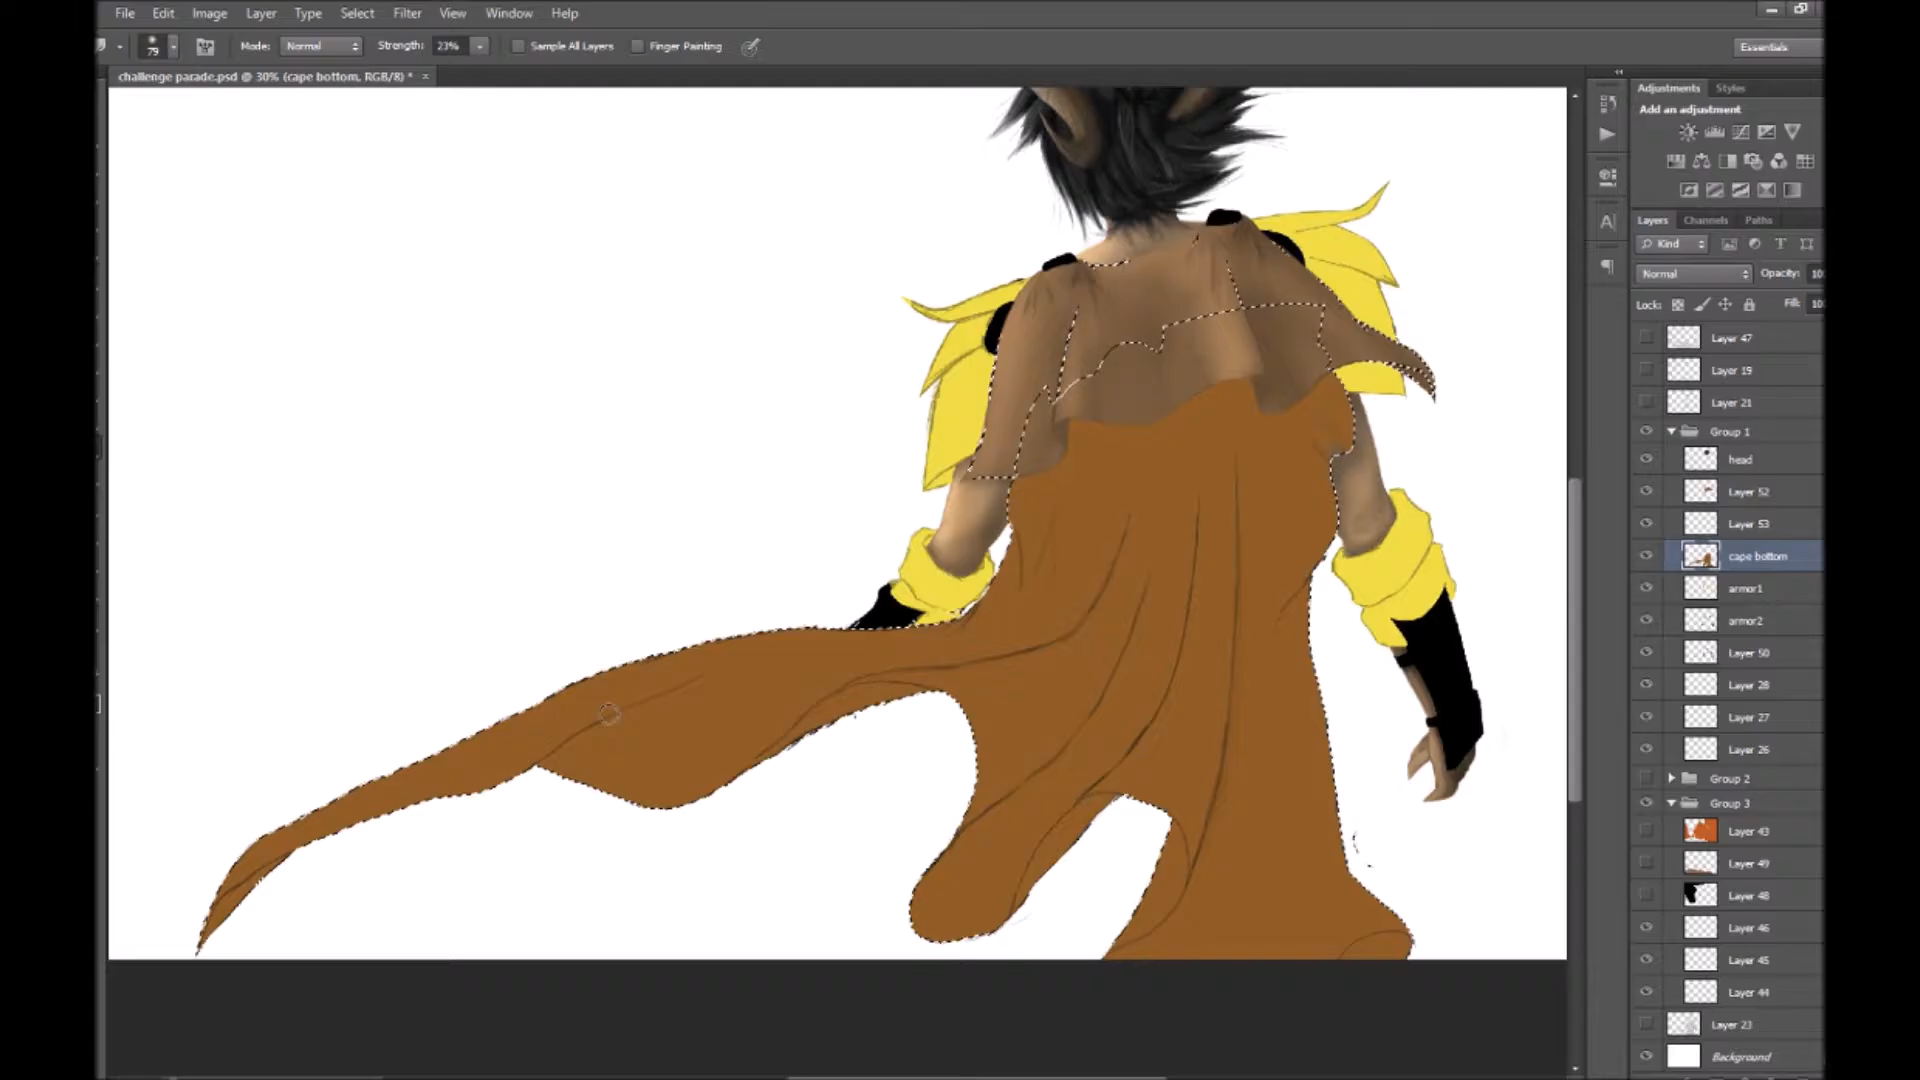 File Edit Image Layer Type Select Filter View Window Help
79 Mode: Normal Strength: 23% Sample All Layers Finger Painting Essentials
challenge parade.psd @ 30% (cape bottom, RGB/8) * ×
Adjustments Styles
Add an adjustment
Layers Channels Paths
Kind
Normal Opacity: 10
Lock: Fill: 10
Layer 47
Layer 19
Layer 21
Group 1
head
Layer 52
Layer 53
cape bottom
armor1
armor2
Layer 50
Layer 28
Layer 27
Layer 26
Group 2
Group 3
Layer 43
Layer 49
Layer 48
Layer 46
Layer 45
Layer 44
Layer 23
Background